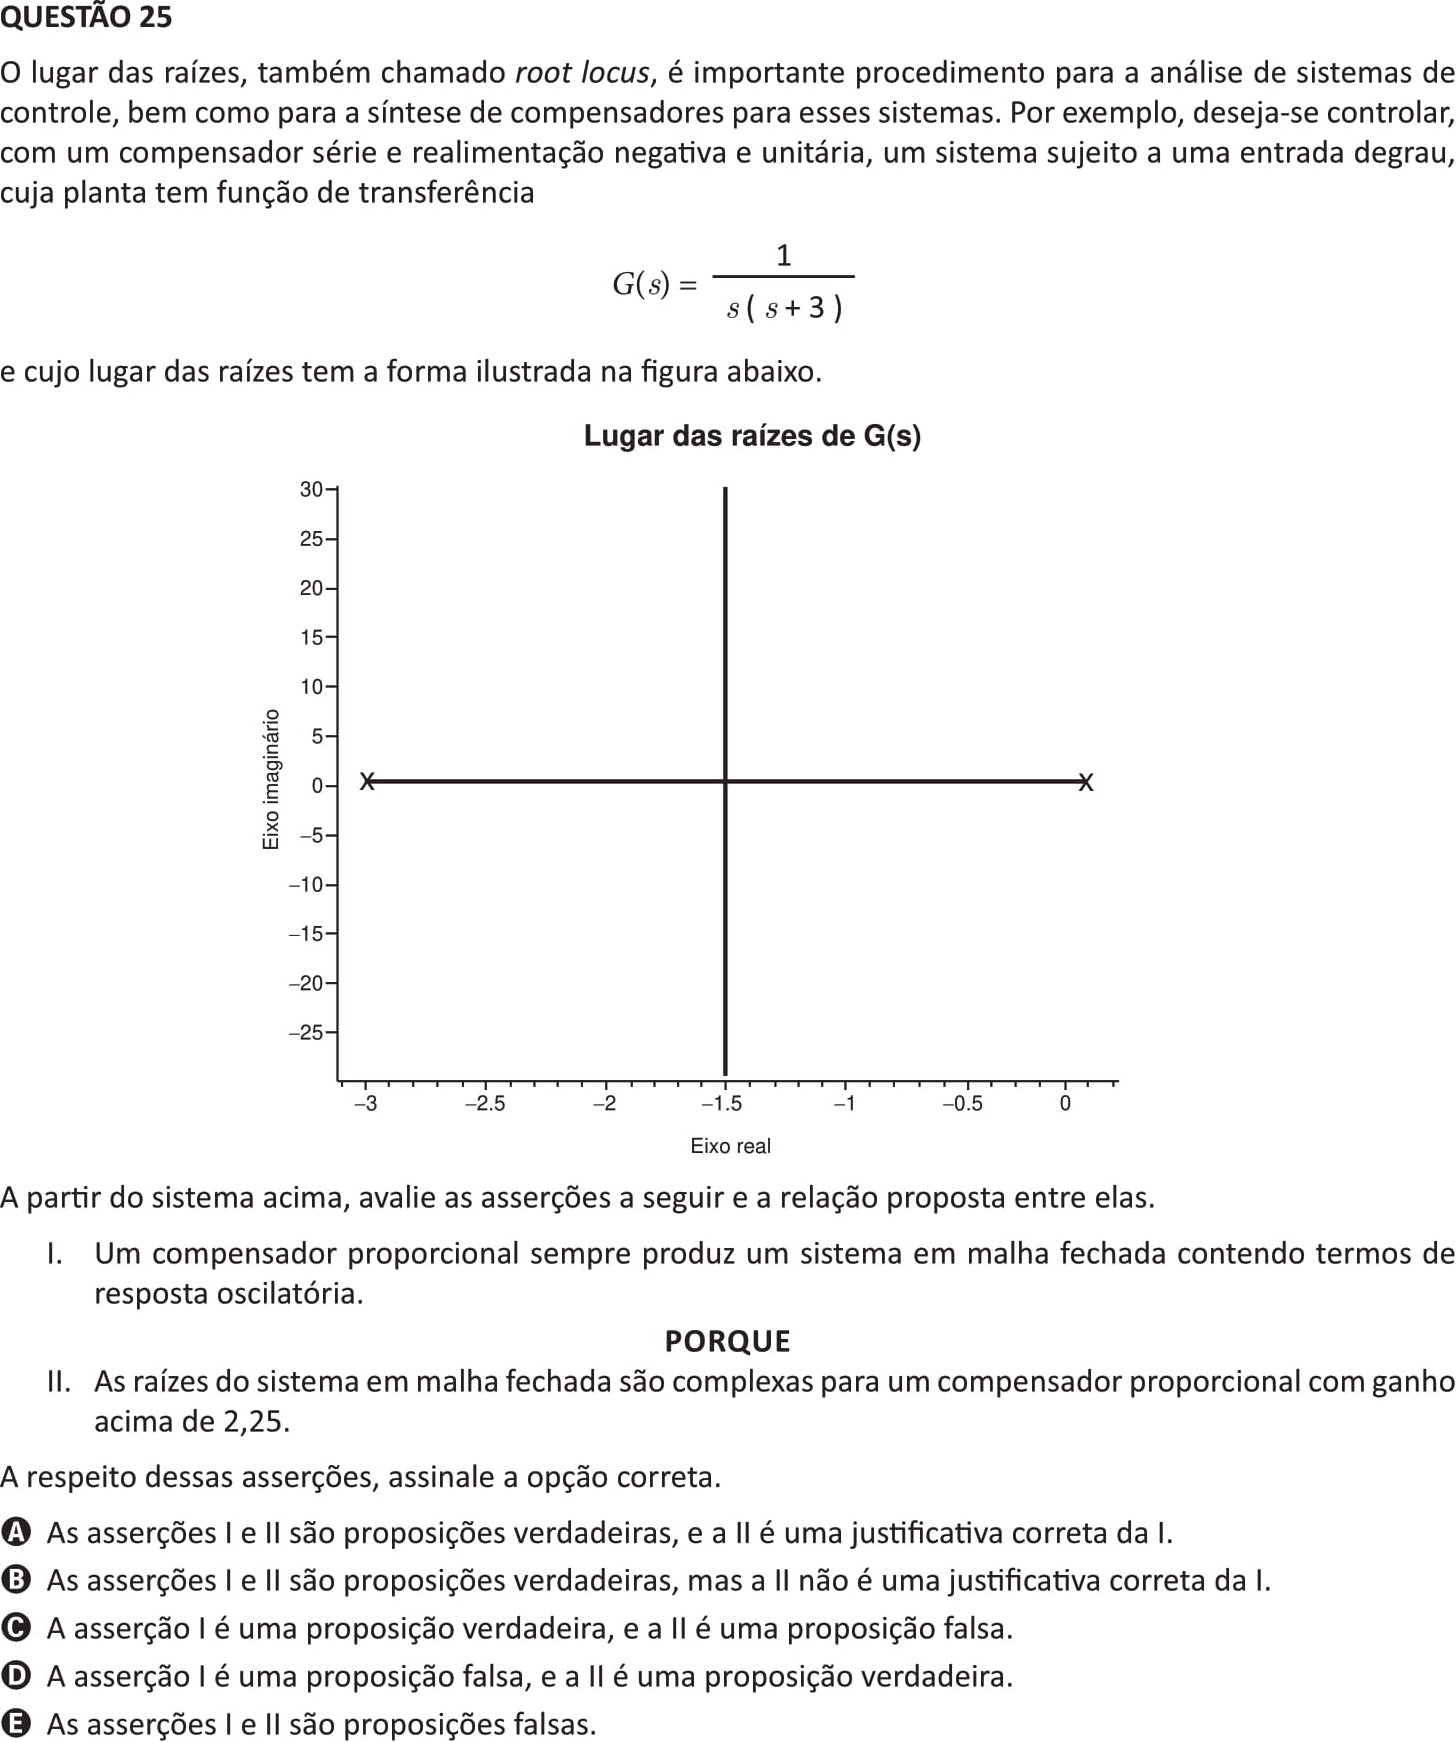 QUESTÃO 25
O lugar das raízes, também chamado root locus, é importante procedimento para a análise de sistemas de
controle, bem como para a síntese de compensadores para esses sistemas. Por exemplo, deseja-se controlar,
com um compensador série e realimentação negativa e unitária, um sistema sujeito a uma entrada degrau,
cuja planta tem função de transferência
1
G(s) =
s ( s + 3 )
e cujo lugar das raízes tem a forma ilustrada na figura abaixo.
Lugar das raízes de G(s)
30
25
20
15
10
5
0
–5
–10
–15
–20
–25
Eixo imaginário
X
X
–3 –2.5 –2 –1.5 –1 –0.5 0
Eixo real
A partir do sistema acima, avalie as asserções a seguir e a relação proposta entre elas.
I. Um compensador proporcional sempre produz um sistema em malha fechada contendo termos de
resposta oscilatória.
PORQUE
II. As raízes do sistema em malha fechada são complexas para um compensador proporcional com ganho
acima de 2,25.
A respeito dessas asserções, assinale a opção correta.
A As asserções I e II são proposições verdadeiras, e a II é uma justificativa correta da I.
B As asserções I e II são proposições verdadeiras, mas a II não é uma justificativa correta da I.
C A asserção I é uma proposição verdadeira, e a II é uma proposição falsa.
D A asserção I é uma proposição falsa, e a II é uma proposição verdadeira.
E As asserções I e II são proposições falsas.